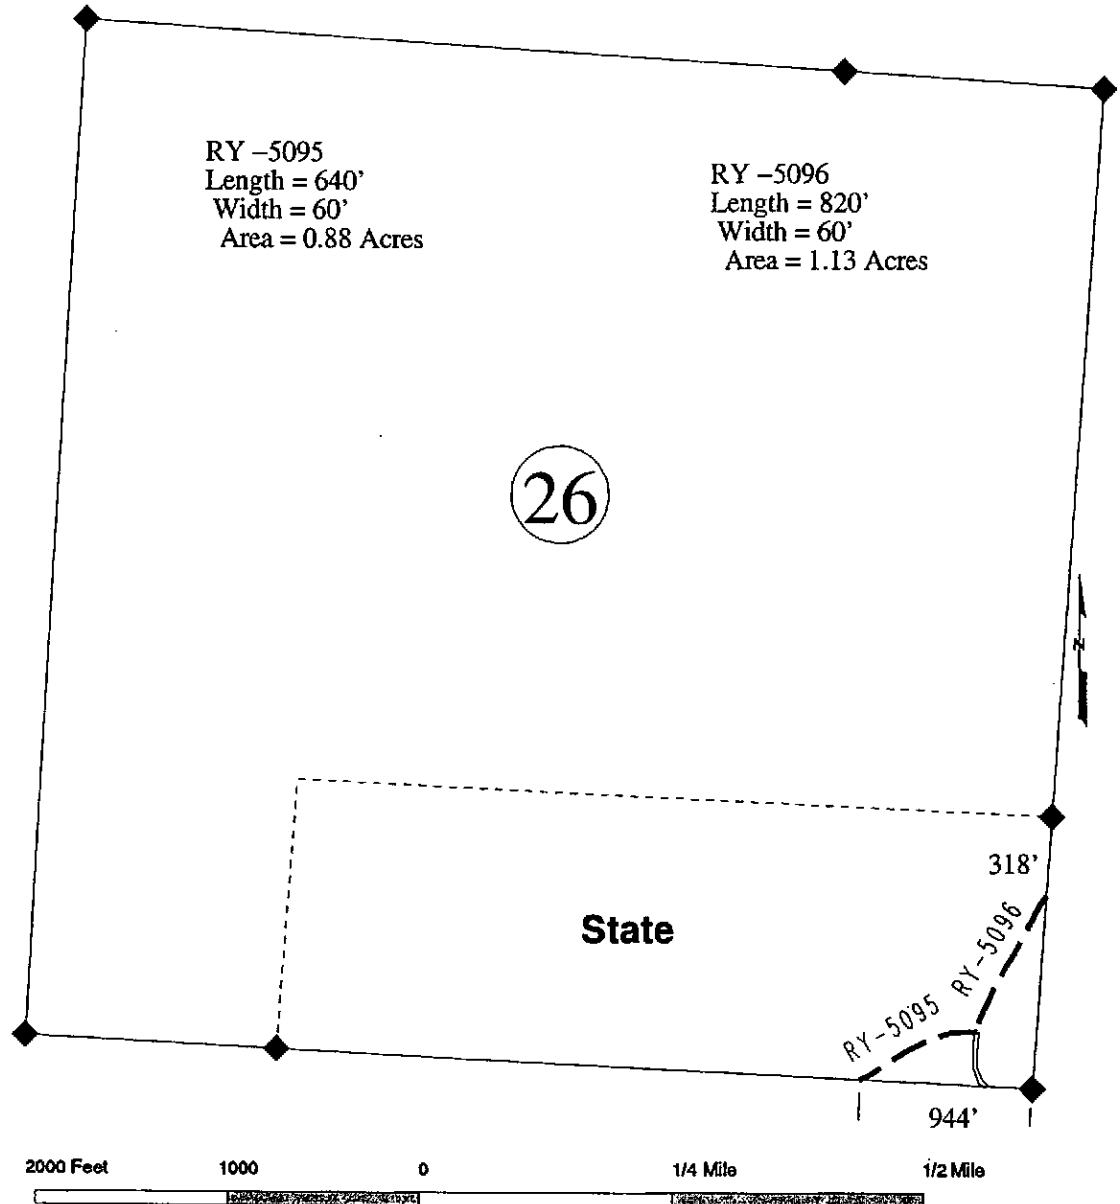 RY –5095
Length = 640’
Width = 60’
Area = 0.88 Acres
RY –5096
Length = 820’
Width = 60’
Area = 1.13 Acres
26
N
318’
State
RY-5096
RY-5095
944’
2000 Feet 1000 0 1/4 Mile 1/2 Mile